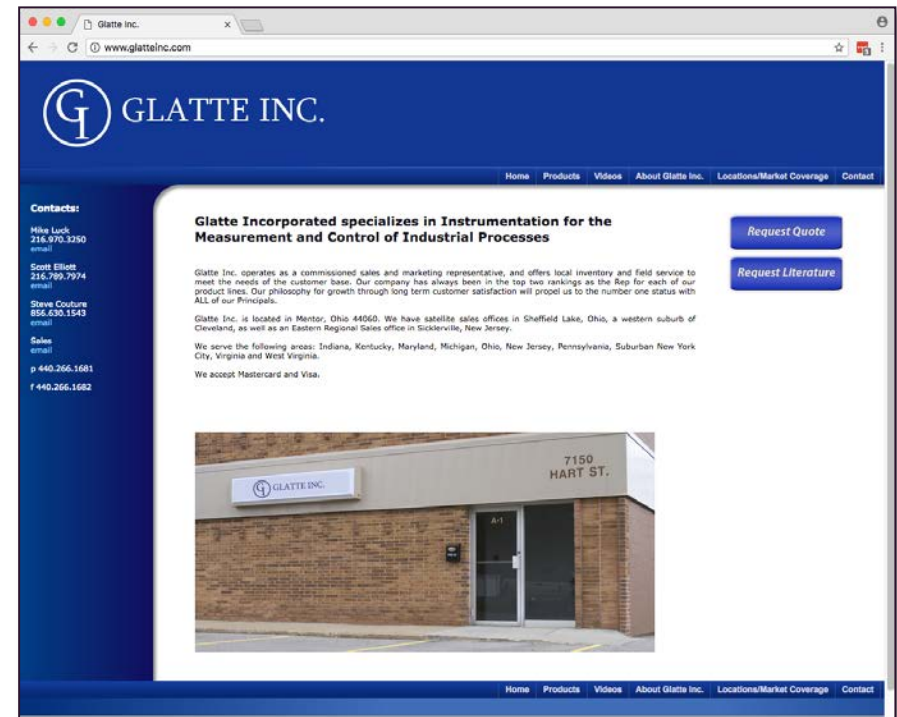 Glatte Inc.
www.glatteinc.com
GI GLATTE INC.
Home Products Videos About Glatte Inc. Locations/Market Coverage Contact
Contacts:
Mike Luck
216.970.3250
email
Scott Elliett
216.789.7974
email
Steve Couture
856.630.1543
email
Sales
email
p 440.266.1681
f 440.266.1682
Glatte Incorporated specializes in Instrumentation for the
Measurement and Control of Industrial Processes
Glatte Inc. operates as a commissioned sales and marketing representative, and offers local inventory and field service to
meet the needs of the customer base. Our company has always been in the top two rankings as the Rep for each of our
product lines. Our philosophy for growth through long term customer satisfaction will propel us to the number one status with
ALL of our Principals.
Glatte Inc. is located in Mentor, Ohio 44060. We have satellite sales offices in Sheffield Lake, Ohio, a western suburb of
Cleveland, as well as an Eastern Regional Sales office in Sicklerville, New Jersey.
We serve the following areas: Indiana, Kentucky, Maryland, Michigan, Ohio, New Jersey, Pennsylvania, Suburban New York
City, Virginia and West Virginia.
We accept Mastercard and Visa.
Request Quote
Request Literature
7150
HART ST.
GI GLATTE INC.
A-1
Home Products Videos About Glatte Inc. Locations/Market Coverage Contact